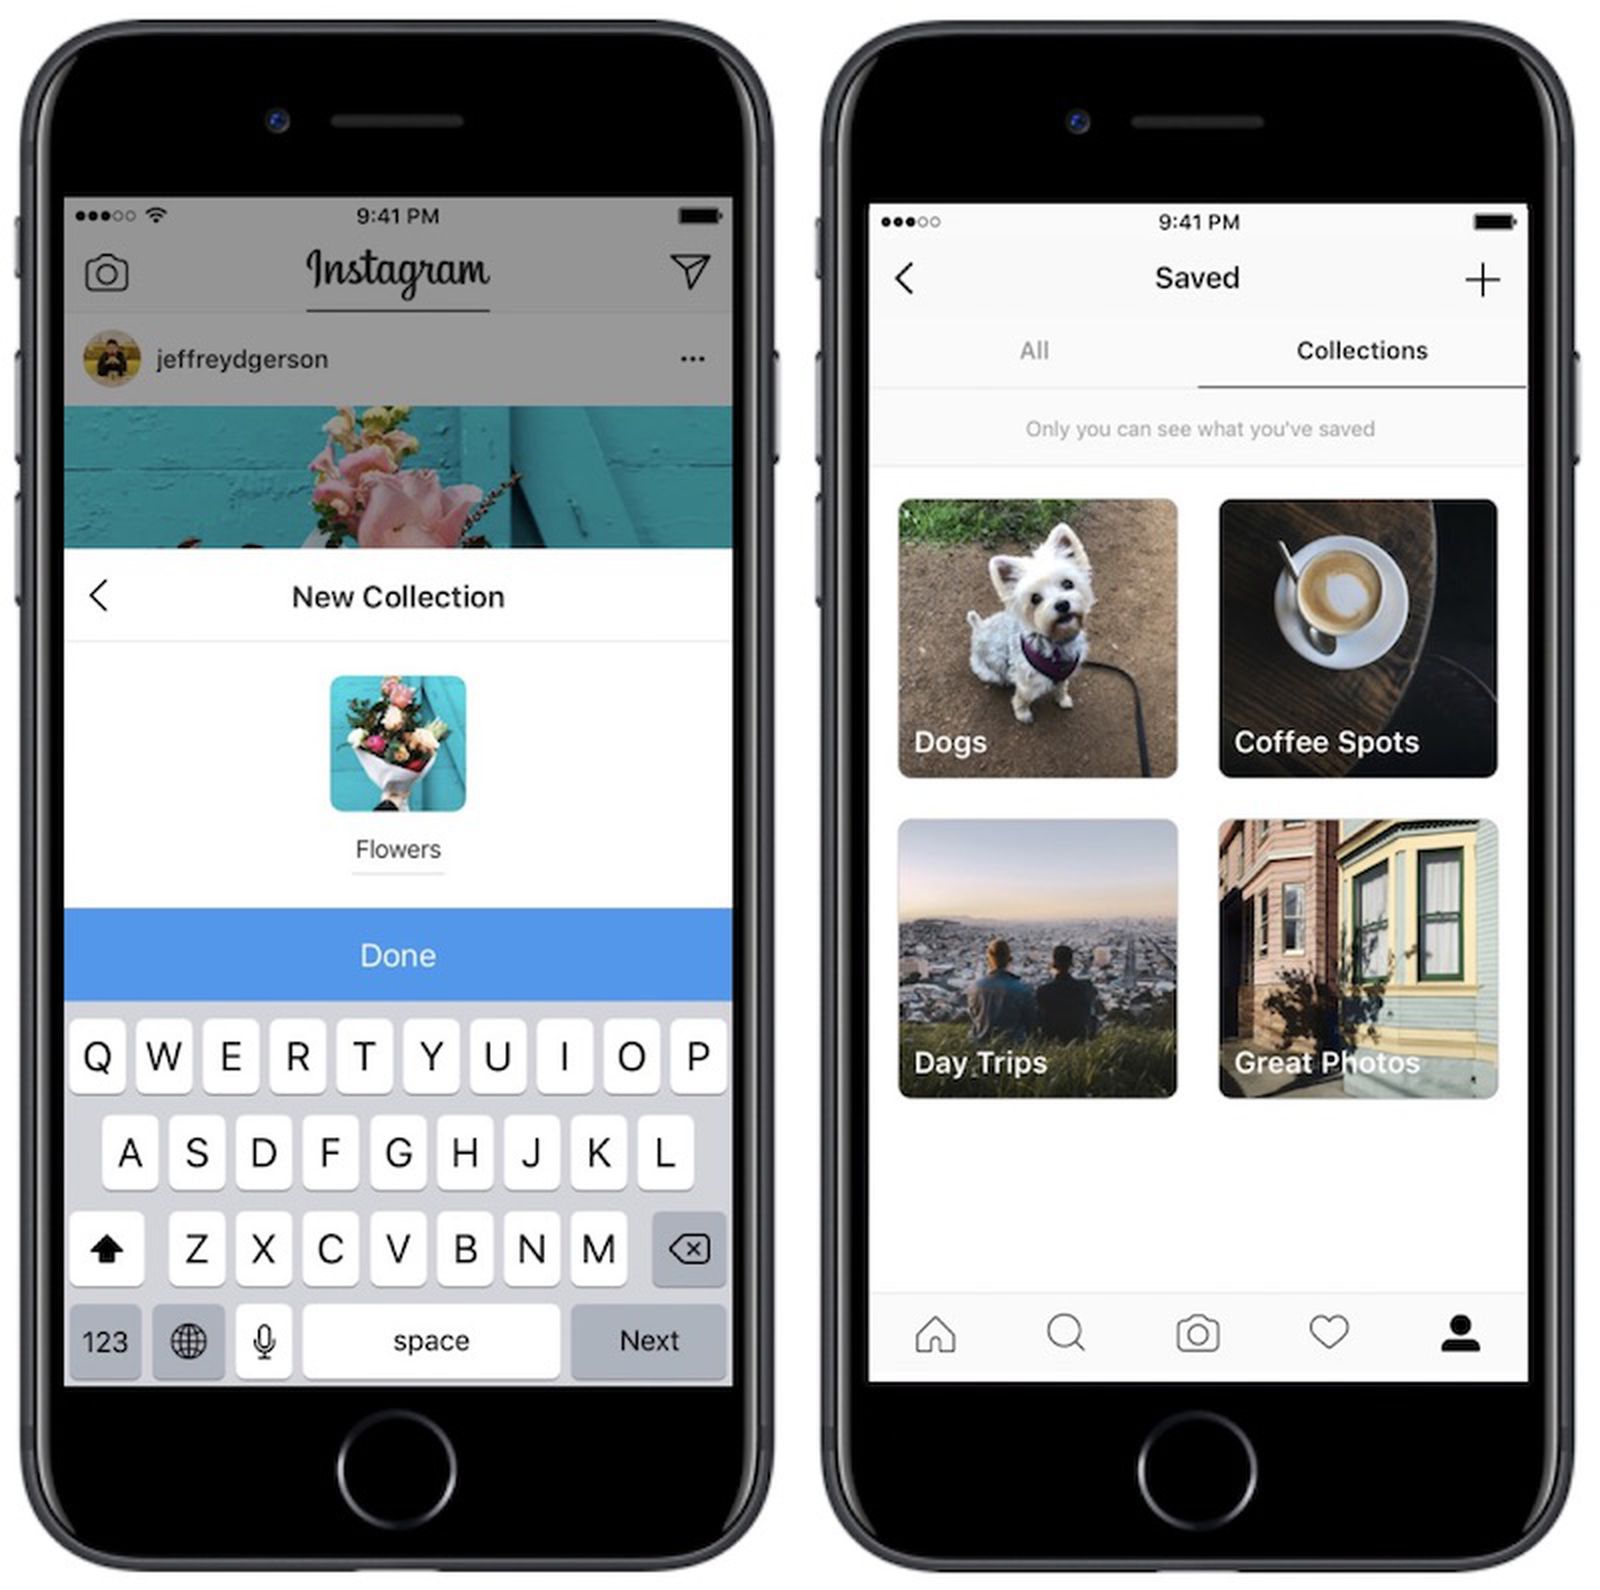 9:41 PM
Instagram
jeffreydgerson
New Collection
Flowers
Done
Q W E R T Y U I O P
A S D F G H J K L
Z X C V B N M
123 space Next
9:41 PM
Saved
All Collections
Only you can see what you've saved
Dogs Coffee Spots
Day Trips Great Photos